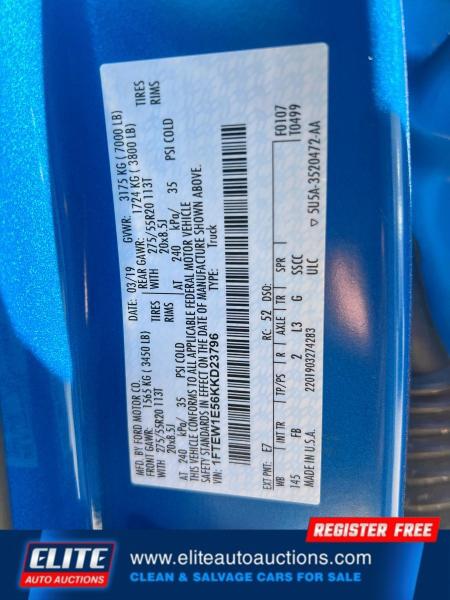 MFD. BY FORD MOTOR CO.
DATE: 03/19 GVWR: 3175 KG ( 7000 LB)
FRONT GAWR: 1565 KG ( 3450 LB) REAR GAWR: 1724 KG ( 3800 LB)
WITH 275/55R20 113T TIRES WITH 275/55R20 113T TIRES
20x8.5J RIMS 20x8.5J RIMS
AT 240 kPa/ 35 PSI COLD AT 240 kPa/ 35 PSI COLD
THIS VEHICLE CONFORMS TO ALL APPLICABLE FEDERAL MOTOR VEHICLE
SAFETY STANDARDS IN EFFECT ON THE DATE OF MANUFACTURE SHOWN ABOVE.
VIN: 1FTEW1E56KKD23796 TYPE: Truck
F0107
T0499
EXT PNT: E7 RC: 52 DSO:
WB INT TR TP/PS R AXLE TR SPR
145 FB 2 L3 G SSCC
2201903274283 ULC
MADE IN U.S.A.
▽ 5U5A-3520472-AA
REGISTER FREE
ELITE
AUTO AUCTIONS
www.eliteautoauctions.com
CLEAN & SALVAGE CARS FOR SALE